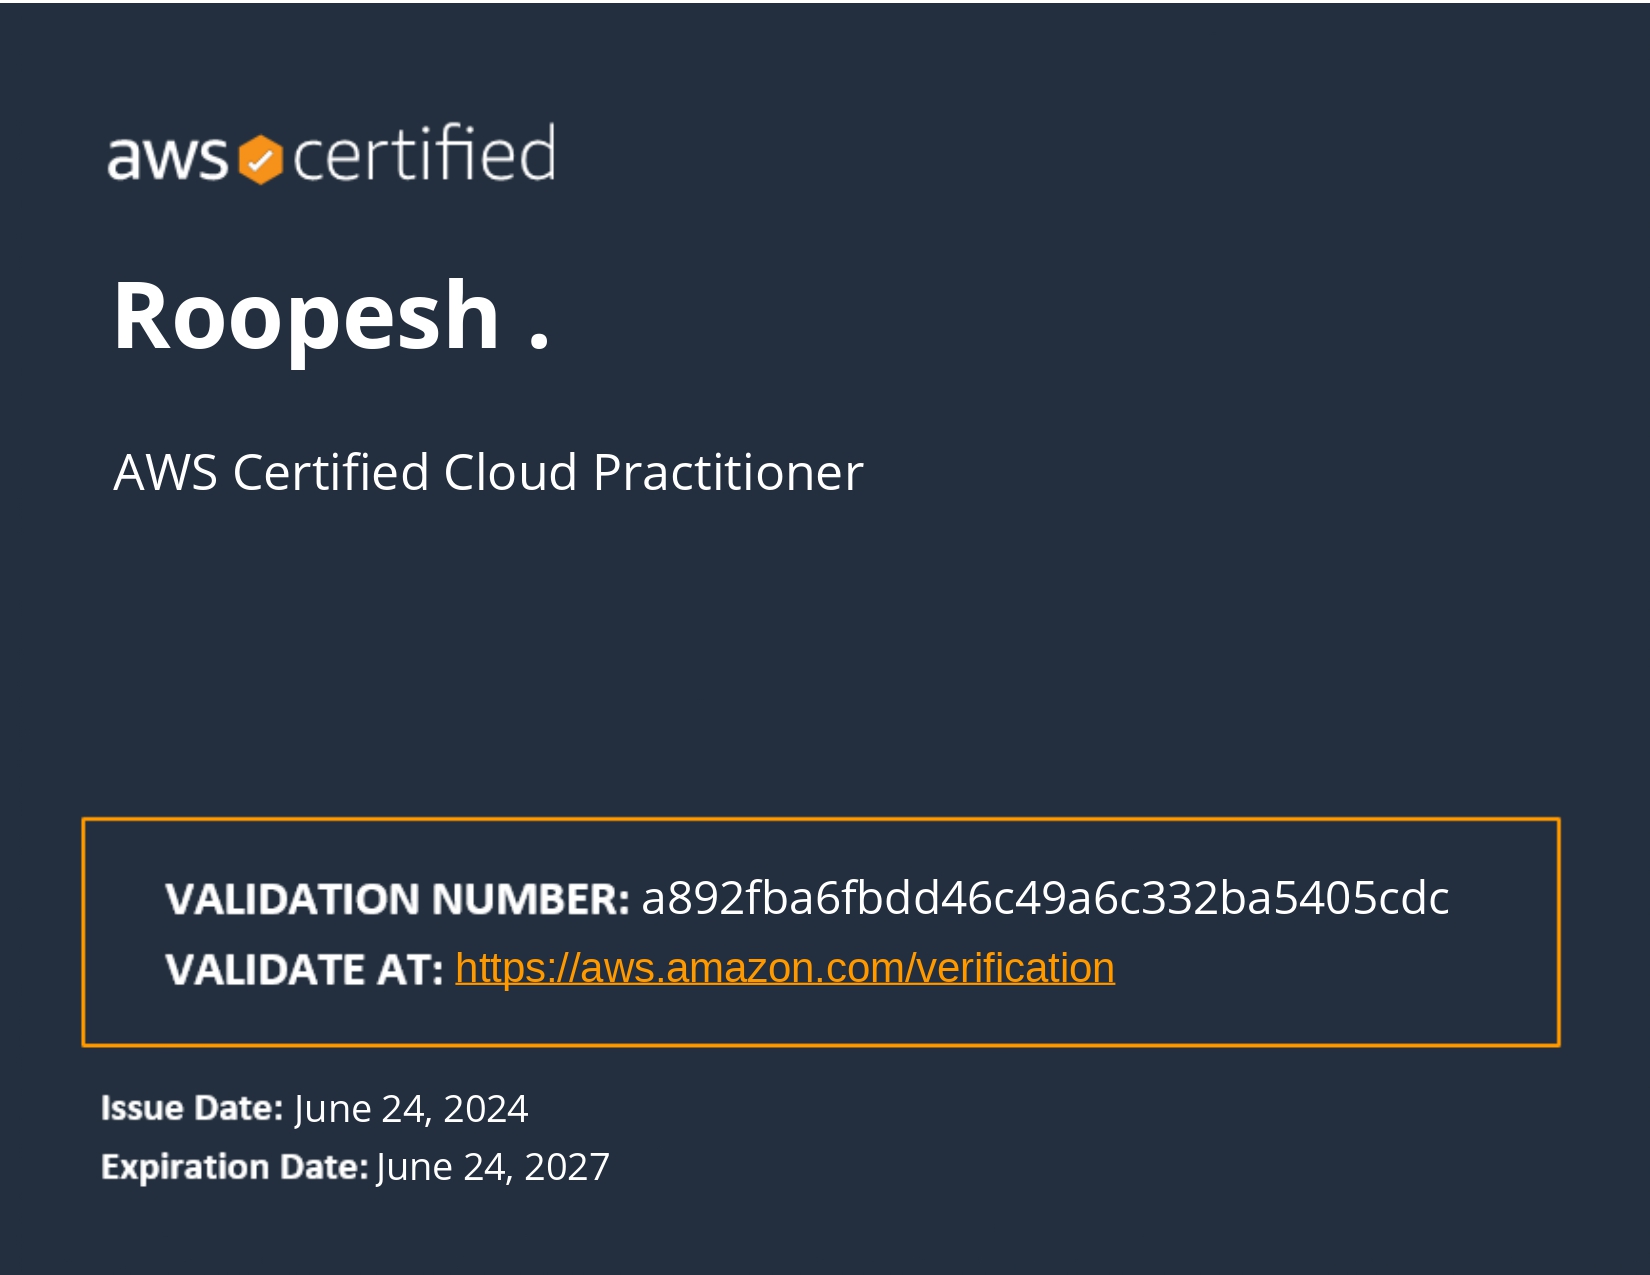 aws certified
Roopesh .
AWS Certified Cloud Practitioner
VALIDATION NUMBER: a892fba6fbdd46c49a6c332ba5405cdc
VALIDATE AT: https://aws.amazon.com/verification
Issue Date: June 24, 2024
Expiration Date: June 24, 2027